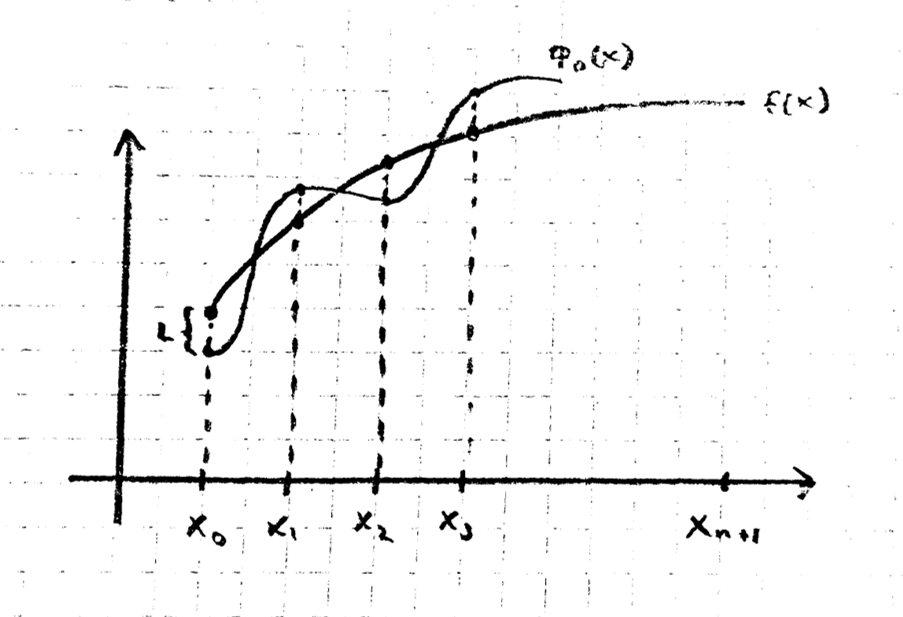 φ₀(x)
f(x)
L {
x₀ x₁ x₂ x₃ xₙ₊₁